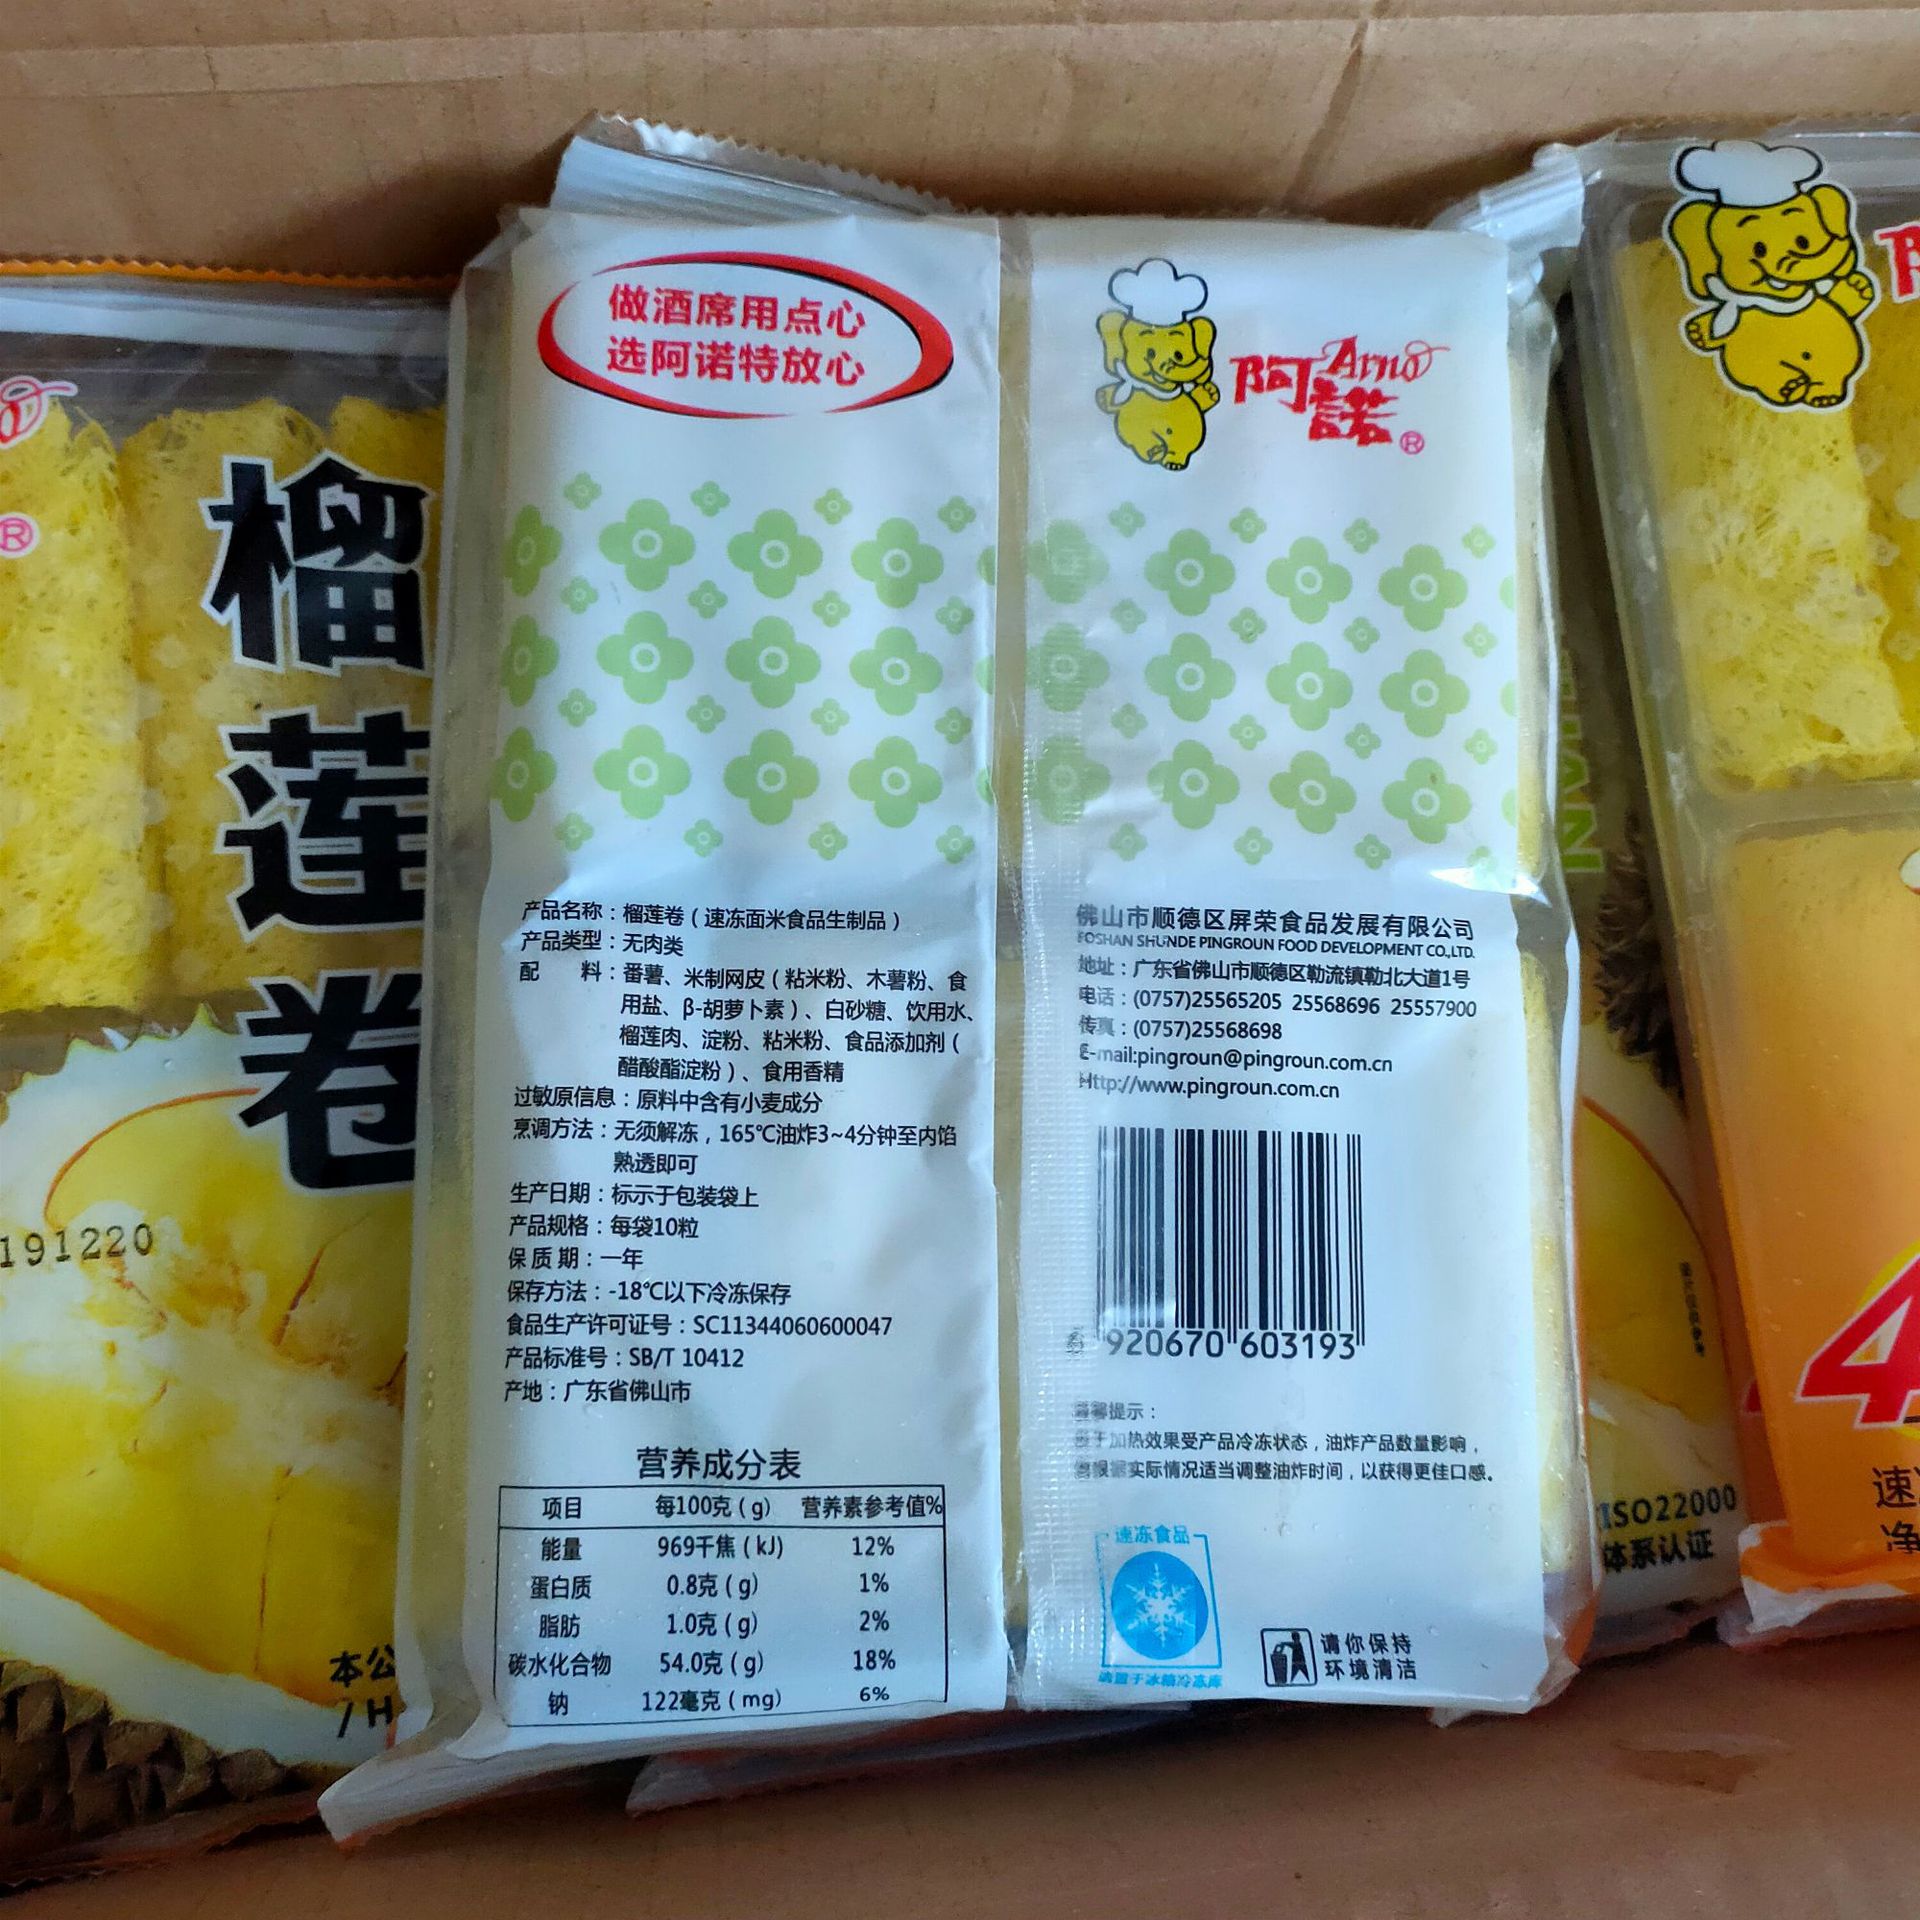 榴
莲
卷
®
191220
本公
/H
做酒席用点心
选阿诺特放心
产品名称：榴莲卷（速冻面米食品生制品）
产品类型：无肉类
配 料：番薯、米制网皮（粘米粉、木薯粉、食
用盐、β-胡萝卜素）、白砂糖、饮用水、
榴莲肉、淀粉、粘米粉、食品添加剂（
醋酸酯淀粉）、食用香精
过敏原信息：原料中含有小麦成分
烹调方法：无须解冻，165℃油炸3~4分钟至内馅
熟透即可
生产日期：标示于包装袋上
产品规格：每袋10粒
保质期：一年
保存方法：-18℃以下冷冻保存
食品生产许可证号：SC11344060600047
产品标准号：SB/T 10412
产地：广东省佛山市
营养成分表
项目 每100克(g) 营养素参考值%
能量 969千焦(kJ) 12%
蛋白质 0.8克(g) 1%
脂肪 1.0克(g) 2%
碳水化合物 54.0克(g) 18%
钠 122毫克(mg) 6%
Arno
阿諾®
佛山市顺德区屏荣食品发展有限公司
FOSHAN SHUNDE PINGROUN FOOD DEVELOPMENT CO.,LTD.
地址：广东省佛山市顺德区勒流镇勒北大道1号
电话：(0757)25565205 25568696 25557900
传真：(0757)25568698
E-mail:pingroun@pingroun.com.cn
Http://www.pingroun.com.cn
920670 603193
温馨提示：
由于加热效果受产品冷冻状态，油炸产品数量影响，
请根据实际情况适当调整油炸时间，以获得更佳口感。
速冻食品
请置于冰箱冷冻库
请你保持
环境清洁
ISO22000
体系认证
4
速
净